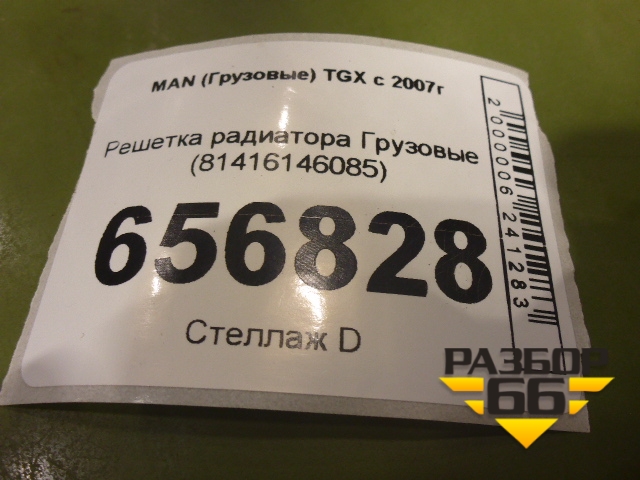 MAN (Грузовые) TGX с 2007г
Решетка радиатора Грузовые
(81416146085)
656828
Стеллаж D
2000006241283
РАЗБОР
66